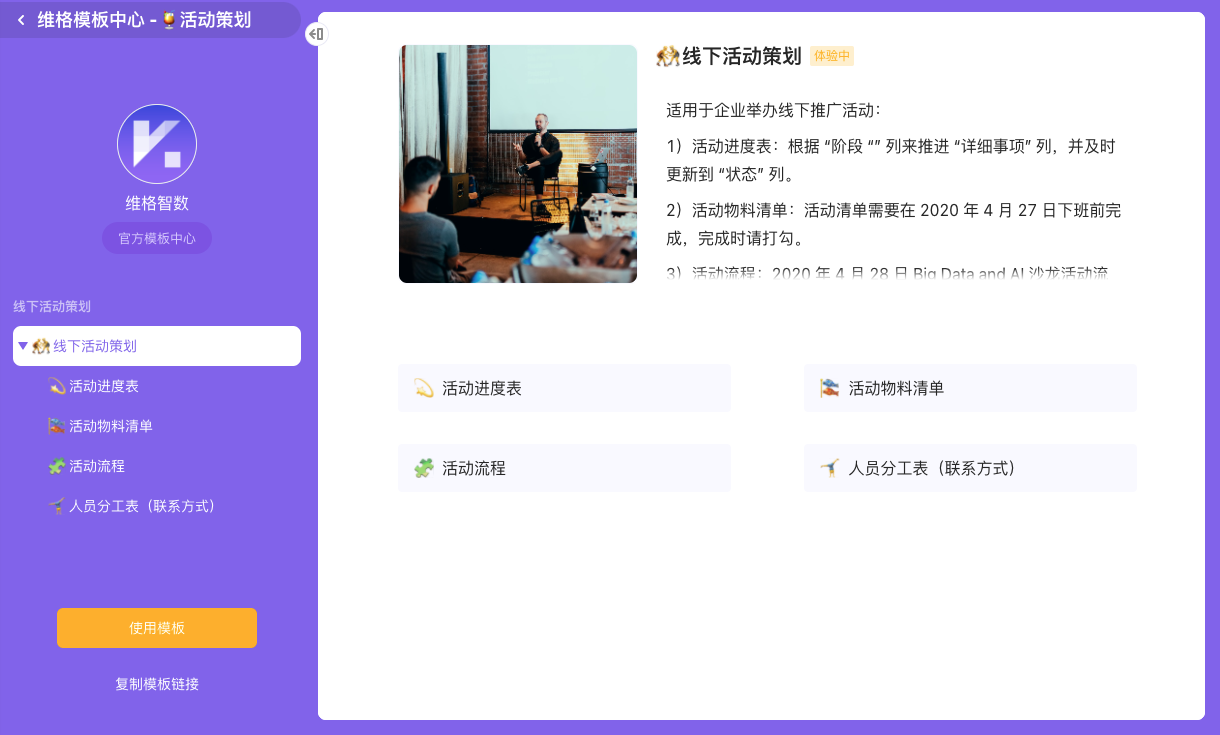 维格模板中心 - 🏺活动策划
维格智数
官方模板中心
线下活动策划
线下活动策划
活动进度表
活动物料清单
活动流程
人员分工表（联系方式）
使用模板
复制模板链接
线下活动策划 体验中
适用于企业举办线下推广活动：
1）活动进度表：根据 “阶段 “” 列来推进 “详细事项” 列，并及时
更新到 “状态” 列。
2）活动物料清单：活动清单需要在 2020 年 4 月 27 日下班前完
成，完成时请打勾。
3）活动流程：2020 年 4 月 28 日 Big Data and AI 沙龙活动流
活动进度表
活动物料清单
活动流程
人员分工表（联系方式）